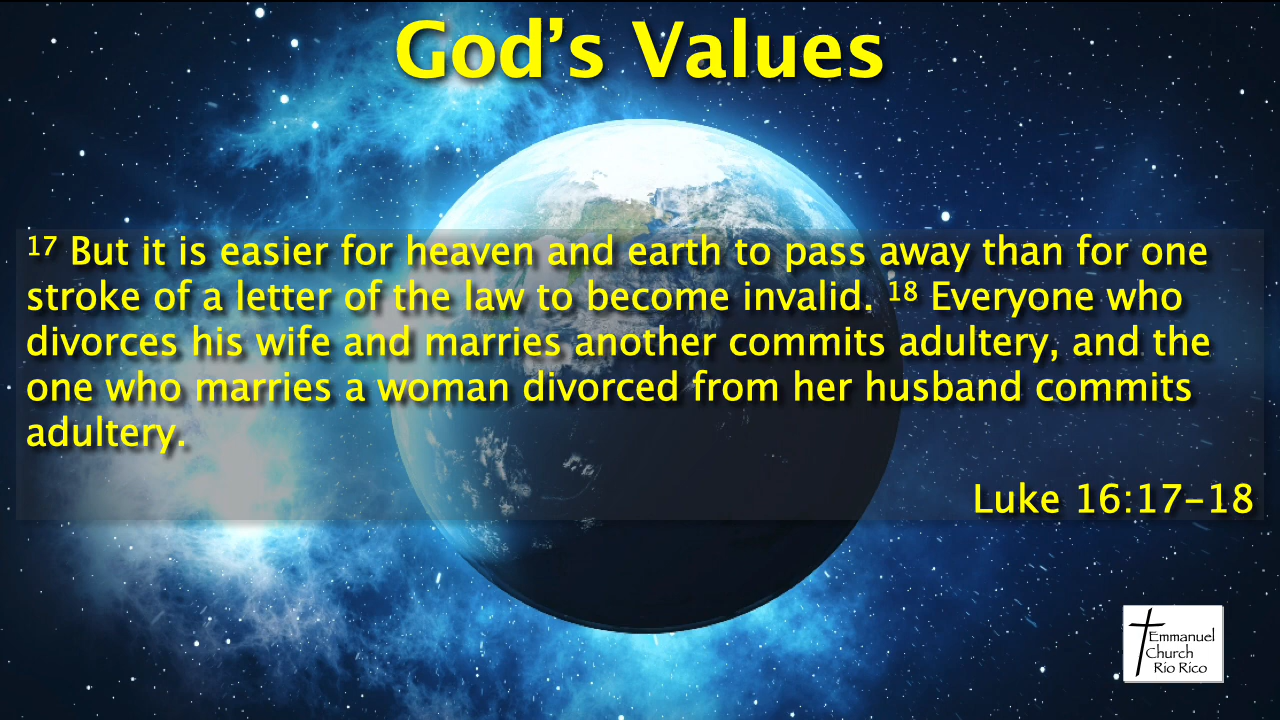 God’s Values
17 But it is easier for heaven and earth to pass away than for one
stroke of a letter of the law to become invalid. 18 Everyone who
divorces his wife and marries another commits adultery, and the
one who marries a woman divorced from her husband commits
adultery.
Luke 16:17–18
Emmanuel
Church
Rio Rico